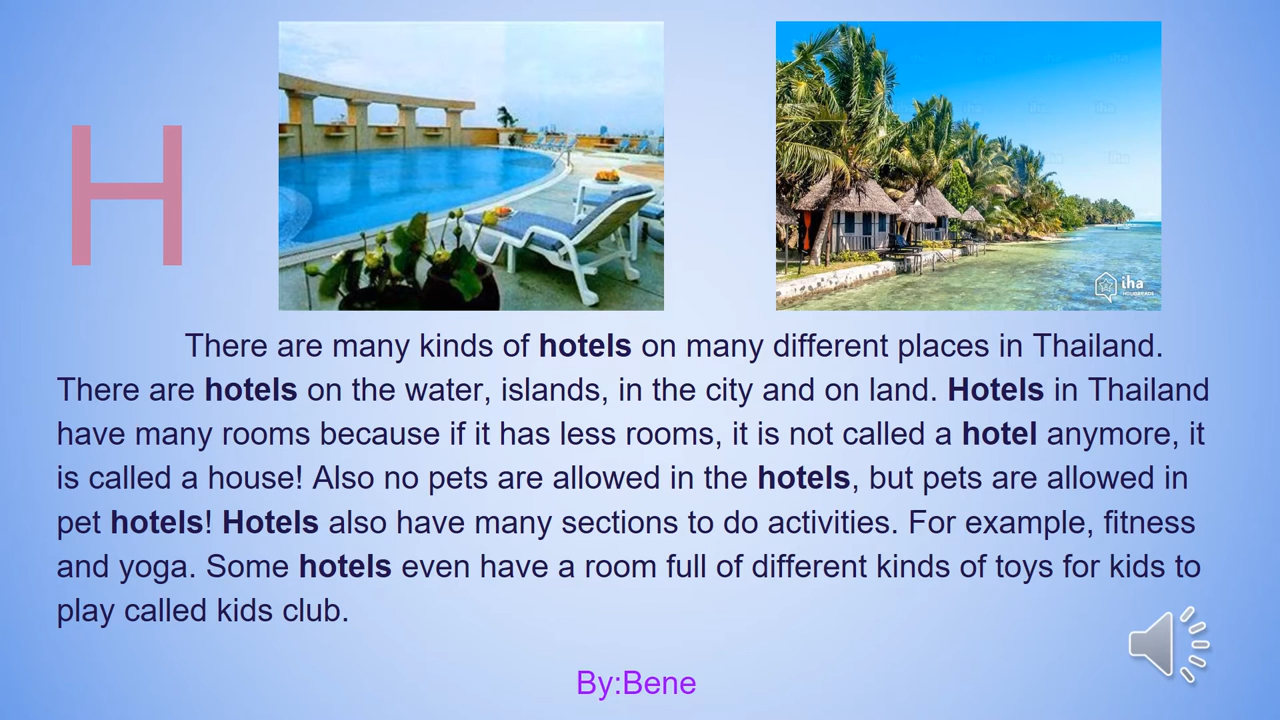 H
iha
There are many kinds of hotels on many different places in Thailand.
There are hotels on the water, islands, in the city and on land. Hotels in Thailand
have many rooms because if it has less rooms, it is not called a hotel anymore, it
is called a house! Also no pets are allowed in the hotels, but pets are allowed in
pet hotels! Hotels also have many sections to do activities. For example, fitness
and yoga. Some hotels even have a room full of different kinds of toys for kids to
play called kids club.
By:Bene